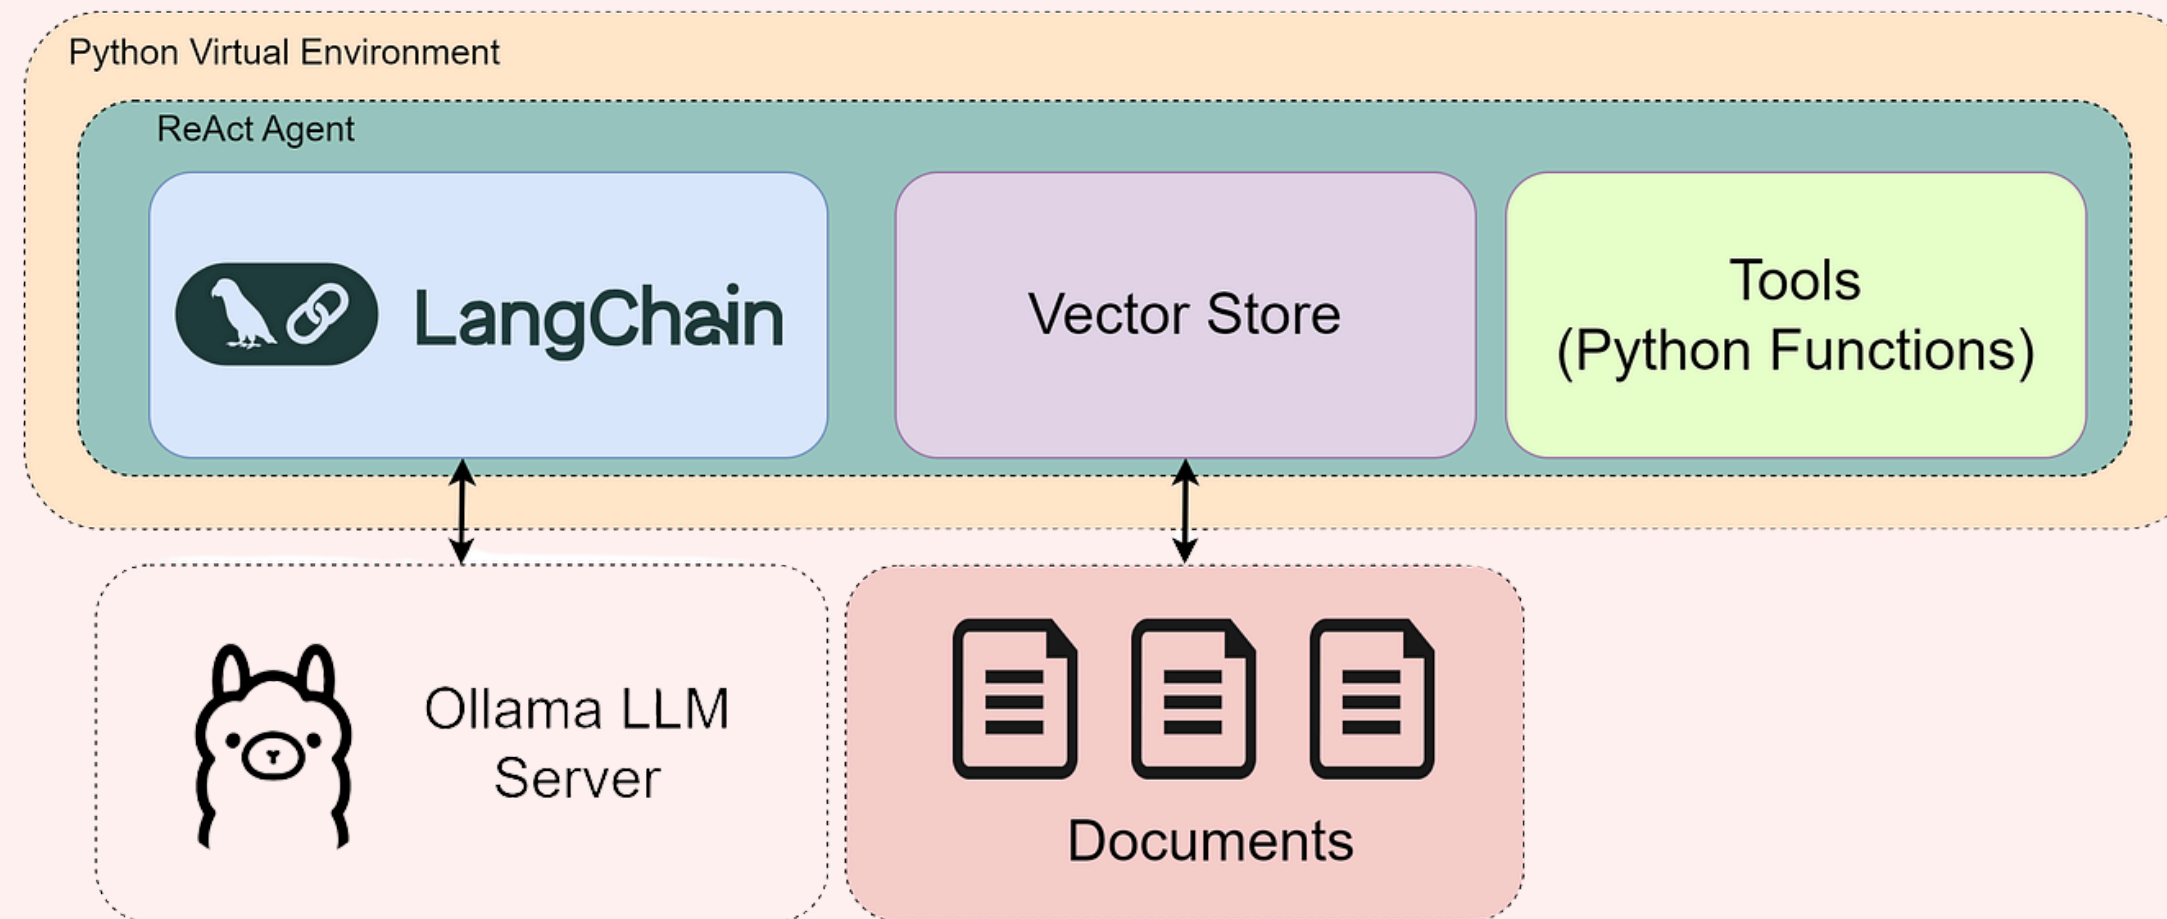 Python Virtual Environment
ReAct Agent
LangChain
Vector Store
Tools
(Python Functions)
Ollama LLM
Server
Documents